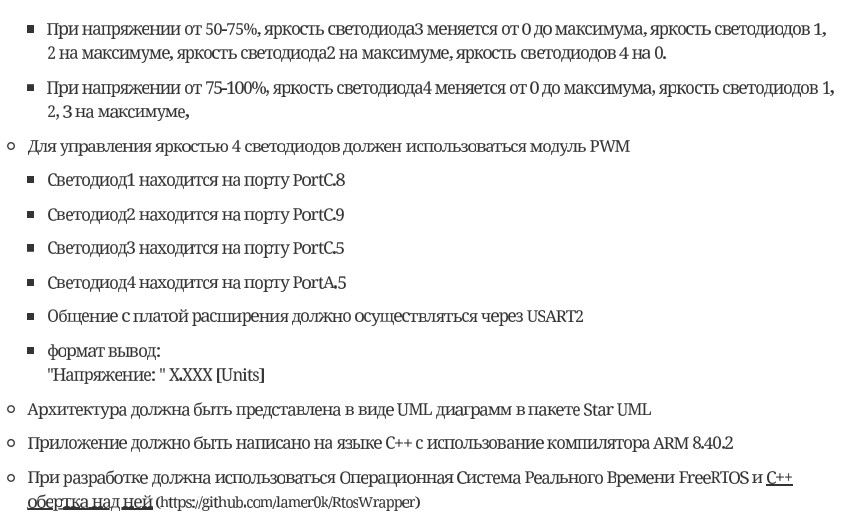 При напряжении от 50-75%, яркость светодиода3 меняется от 0 до максимума, яркость светодиодов 1,
2 на максимуме, яркость светодиода2 на максимуме, яркость светодиодов 4 на 0.
При напряжении от 75-100%, яркость светодиода4 меняется от 0 до максимума, яркость светодиодов 1,
2, 3 на максимуме,
Для управления яркостью 4 светодиодов должен использоваться модуль PWM
Светодиод1 находится на порту PortC.8
Светодиод2 находится на порту PortC.9
Светодиод3 находится на порту PortC.5
Светодиод4 находится на порту PortA.5
Общение с платой расширения должно осуществляться через USART2
формат вывод:
"Напряжение: " X.XXX [Units]
Архитектура должна быть представлена в виде UML диаграмм в пакете Star UML
Приложение должно быть написано на языке C++ с использование компилятора ARM 8.40.2
При разработке должна использоваться Операционная Система Реального Времени FreeRTOS и C++
обертка над ней (https://github.com/lamer0k/RtosWrapper)